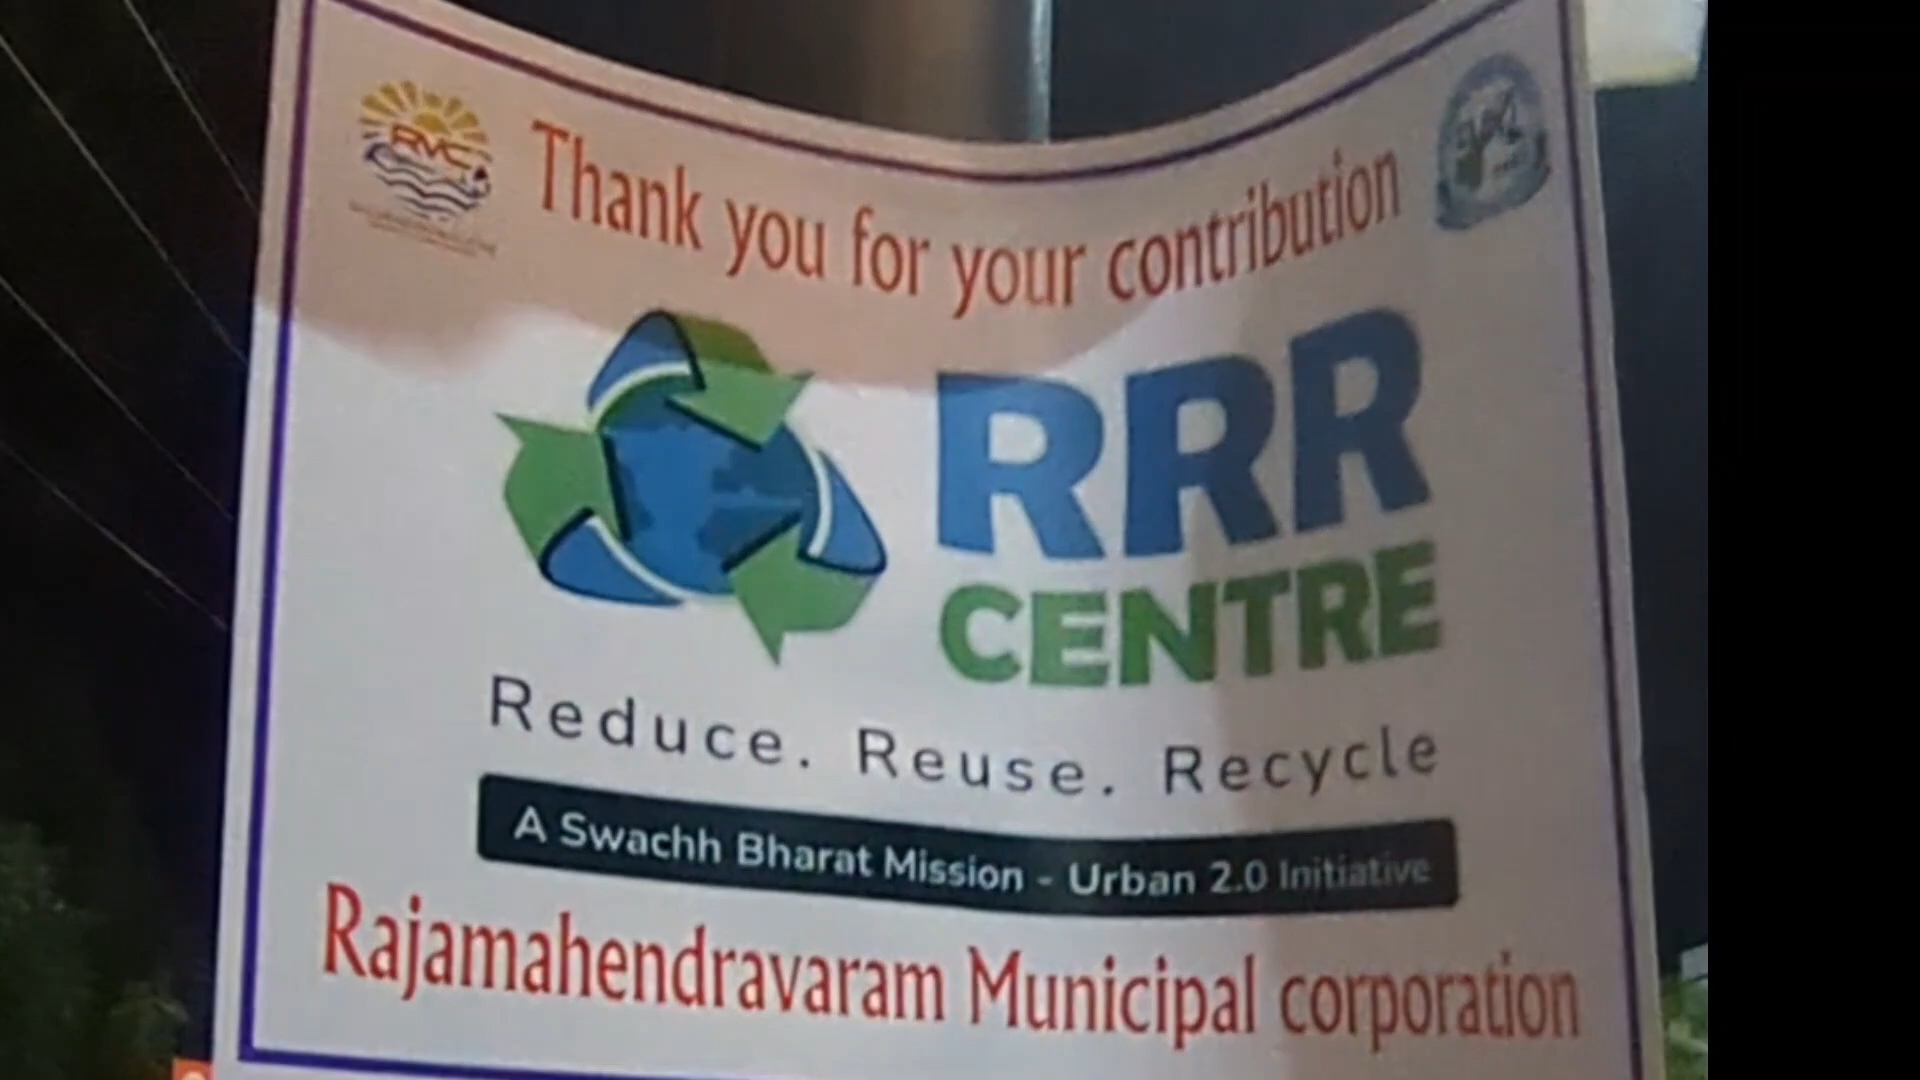 RMC
Thank you for your contribution
RRR
CENTRE
Reduce. Reuse. Recycle
A Swachh Bharat Mission - Urban 2.0 Initiative
Rajamahendravaram Municipal corporation